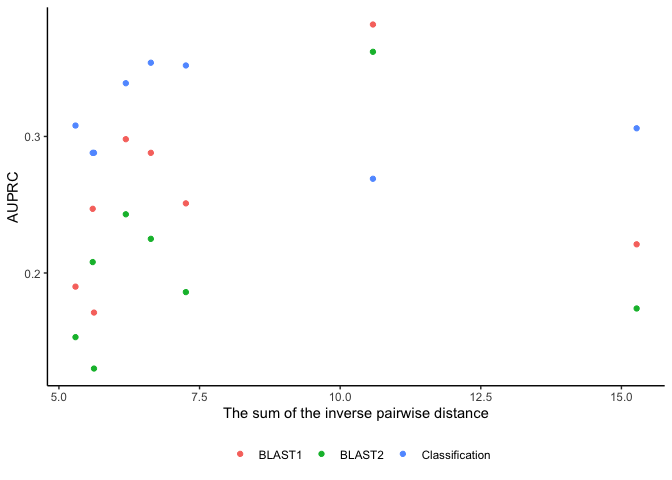 AUPRC
0.3
0.2
5.0 7.5 10.0 12.5 15.0
The sum of the inverse pairwise distance
BLAST1 BLAST2 Classification